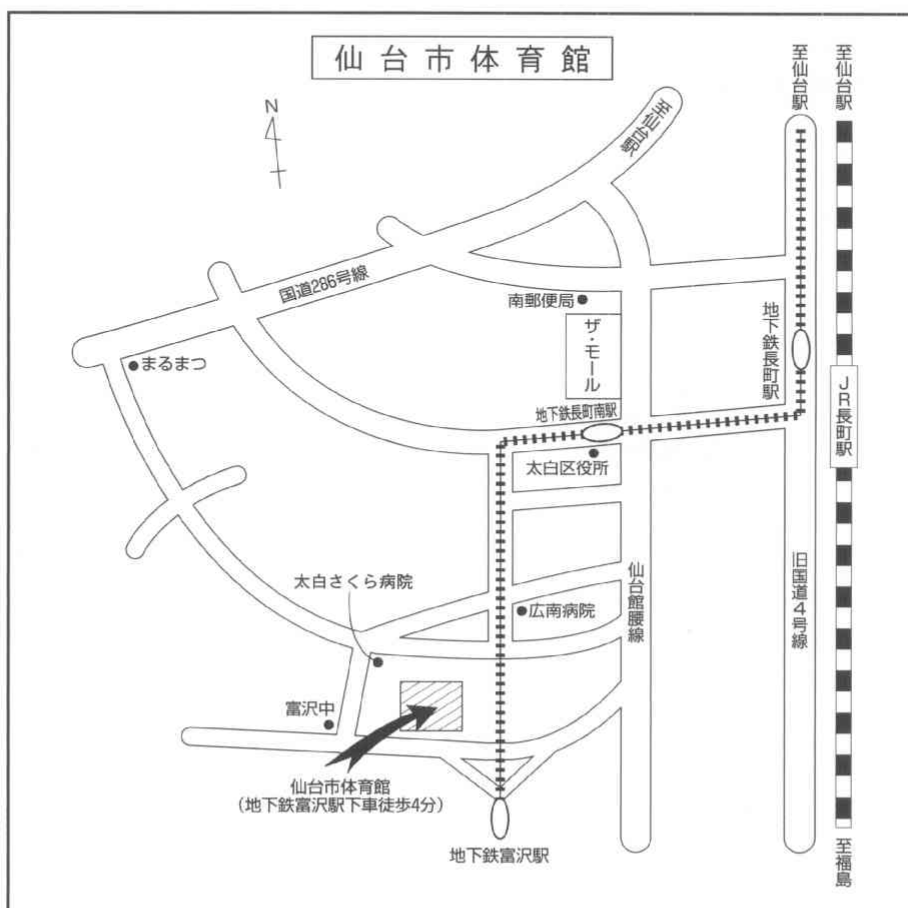 仙台市体育館
N
至仙台駅
至仙台駅
至仙台駅
国道286号線
南郵便局
ザ・モール
地下鉄長町駅
まるまつ
JR長町駅
地下鉄長町南駅
太白区役所
太白さくら病院
広南病院
仙台館腰線
旧国道4号線
富沢中
仙台市体育館
(地下鉄富沢駅下車徒歩4分)
地下鉄富沢駅
至福島